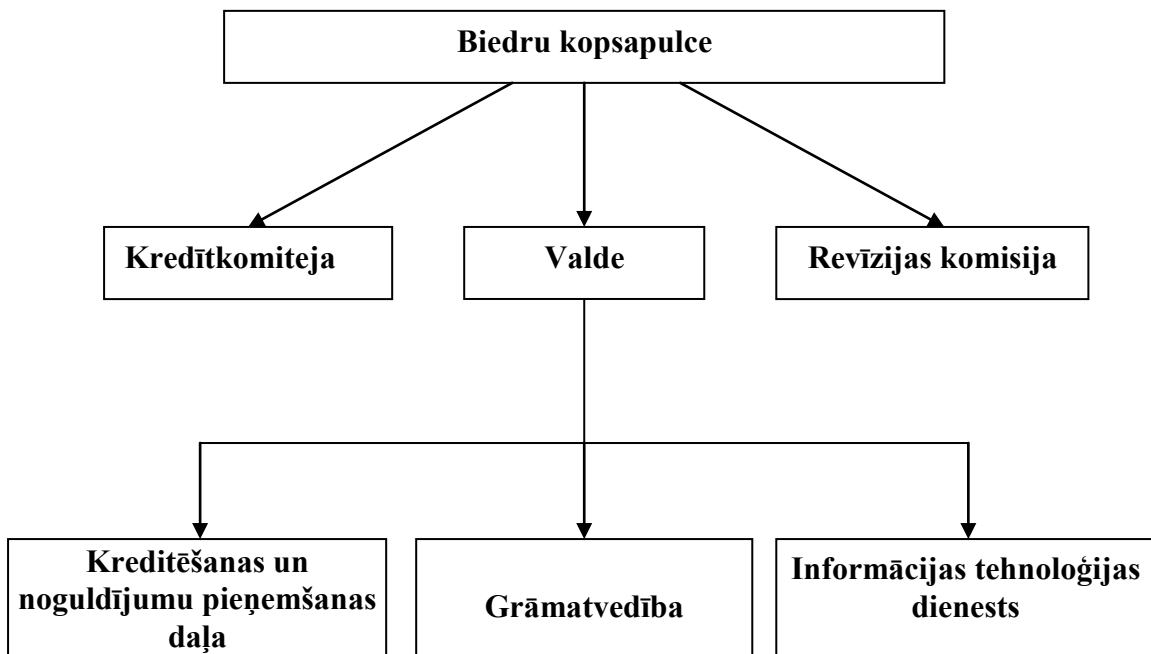 Biedru kopsapulce
Kredītkomiteja
Valde
Revīzijas komisija
Kreditēšanas un
noguldījumu pieņemšanas
daļa
Grāmatvedība
Informācijas tehnoloģijas
dienests